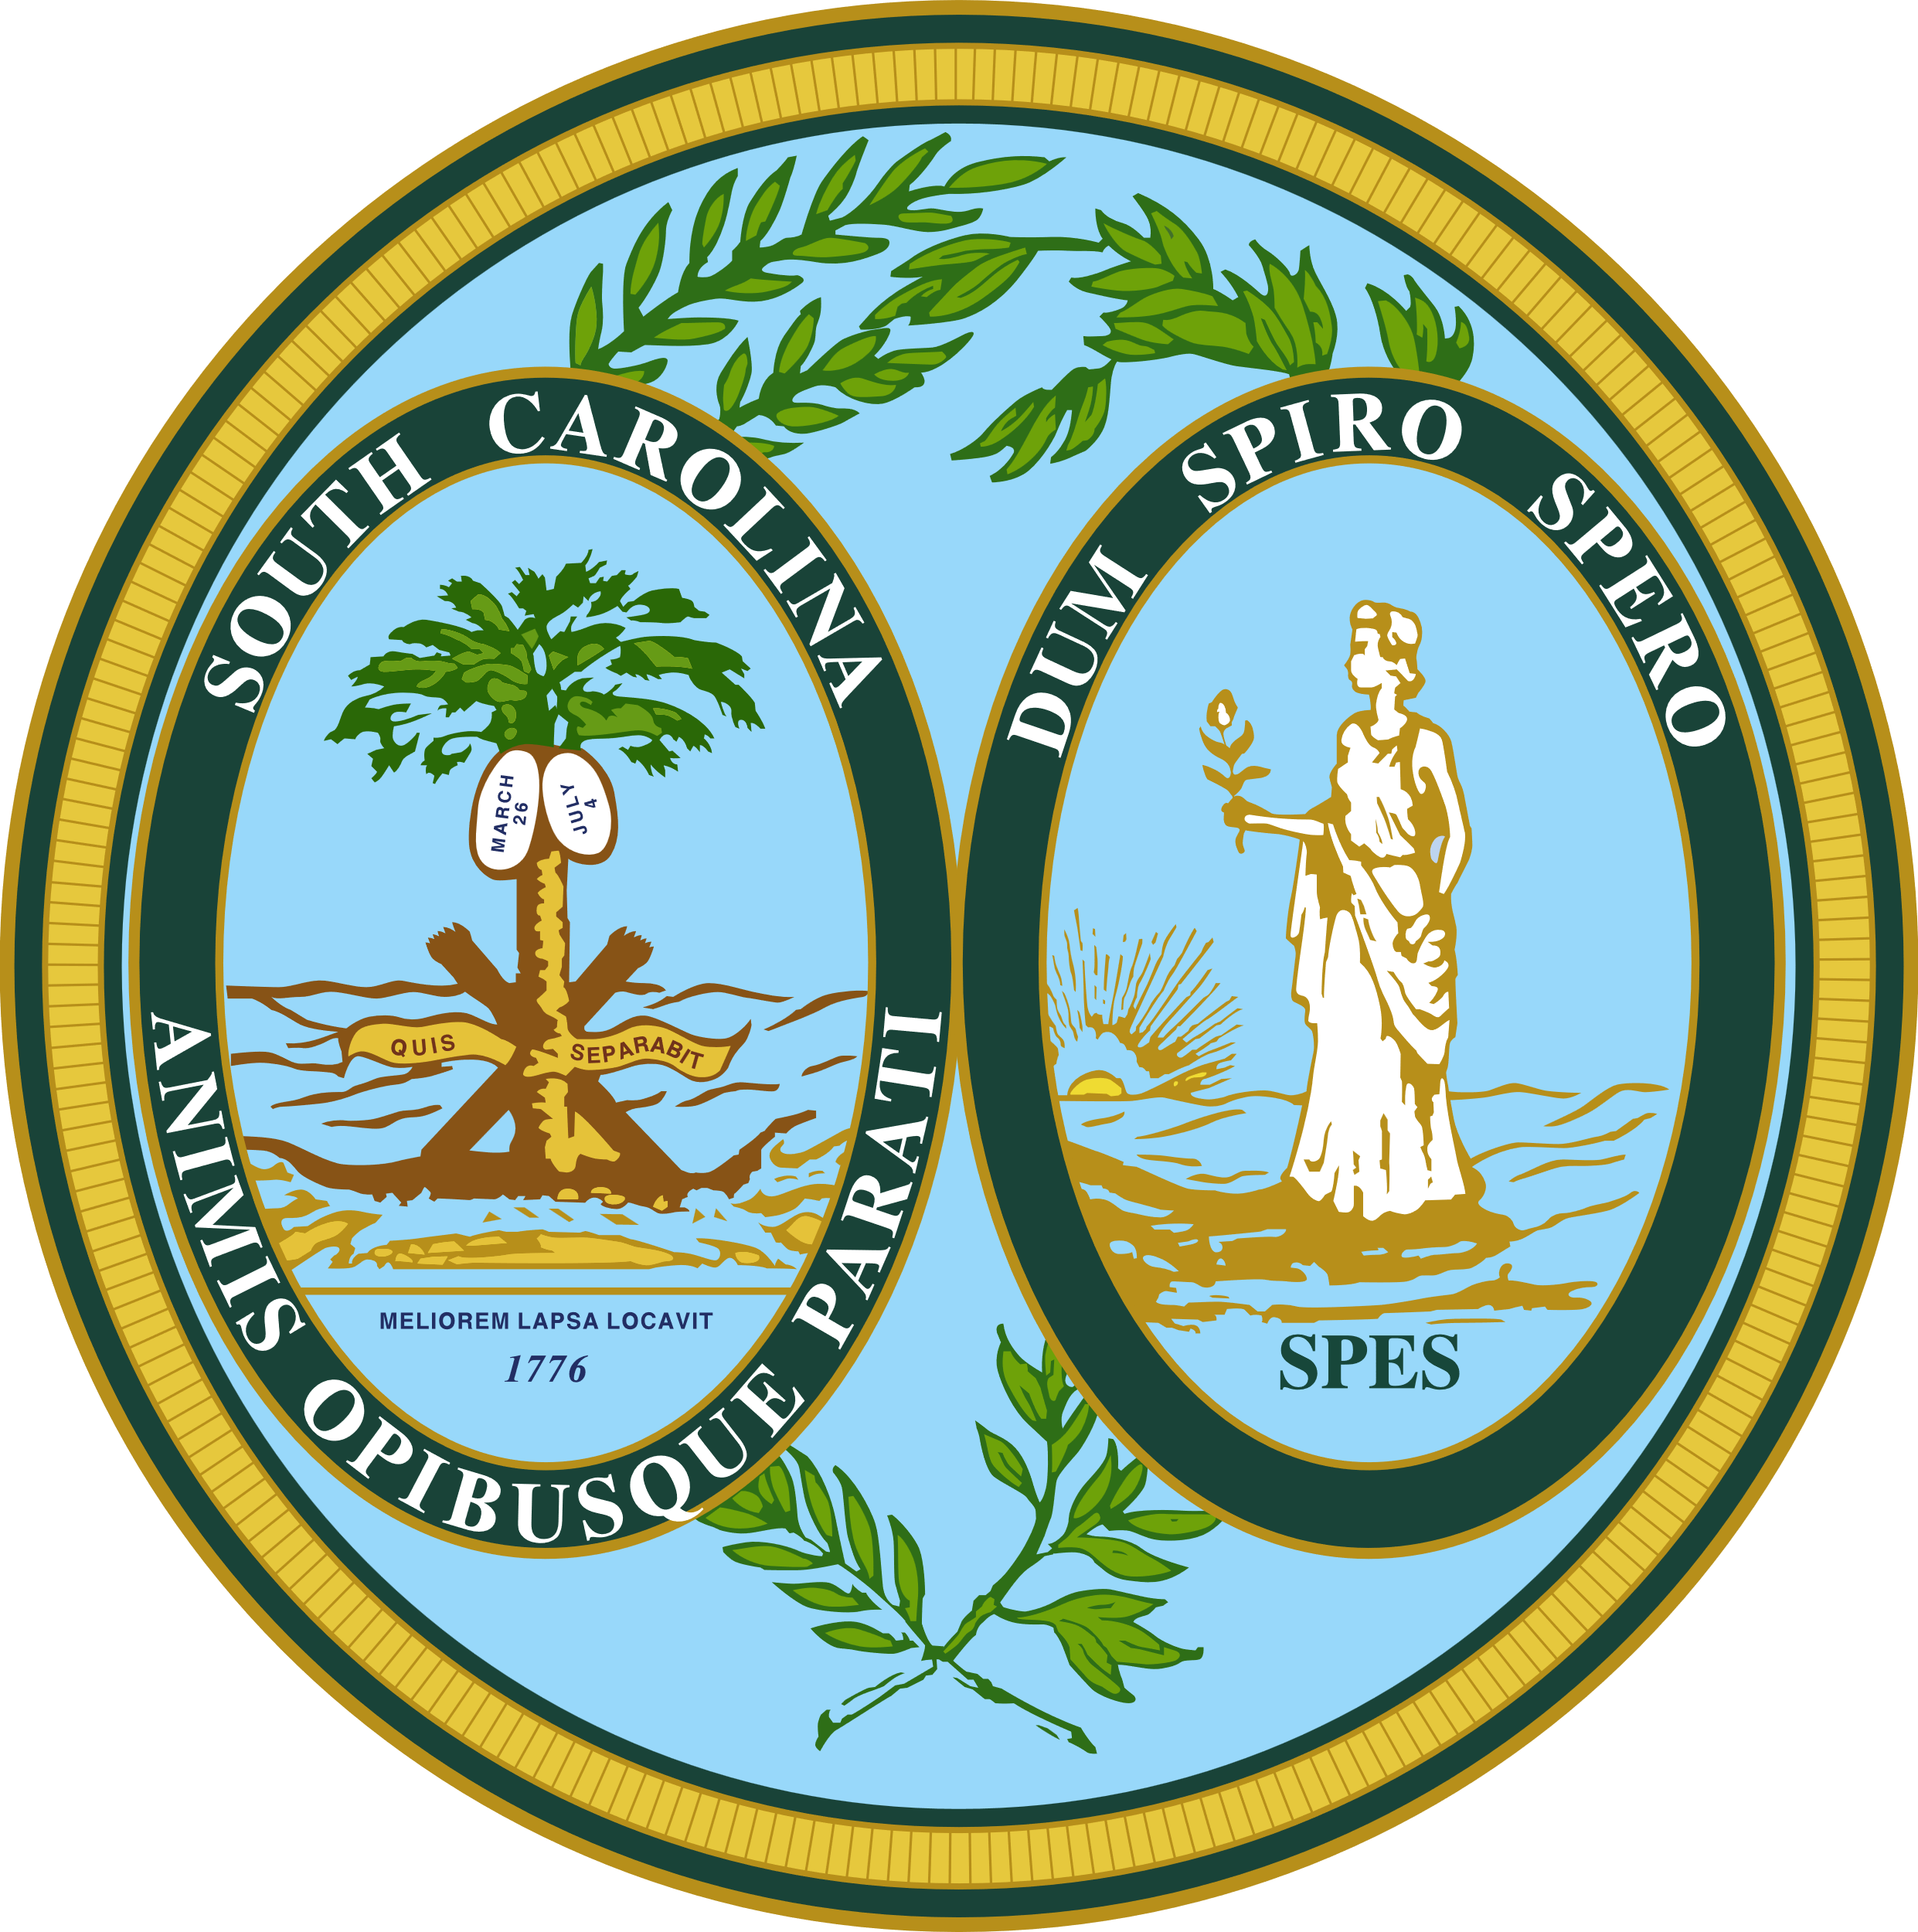 SOUTH CAROLINA
MARCH 26
JULY 4
QUIS SEPARABIT
MELIOREM LAPSA LOCAVIT
1776
ANIMIS OPIBUSQUE PARATI
DUM SPIRO SPERO
SPES